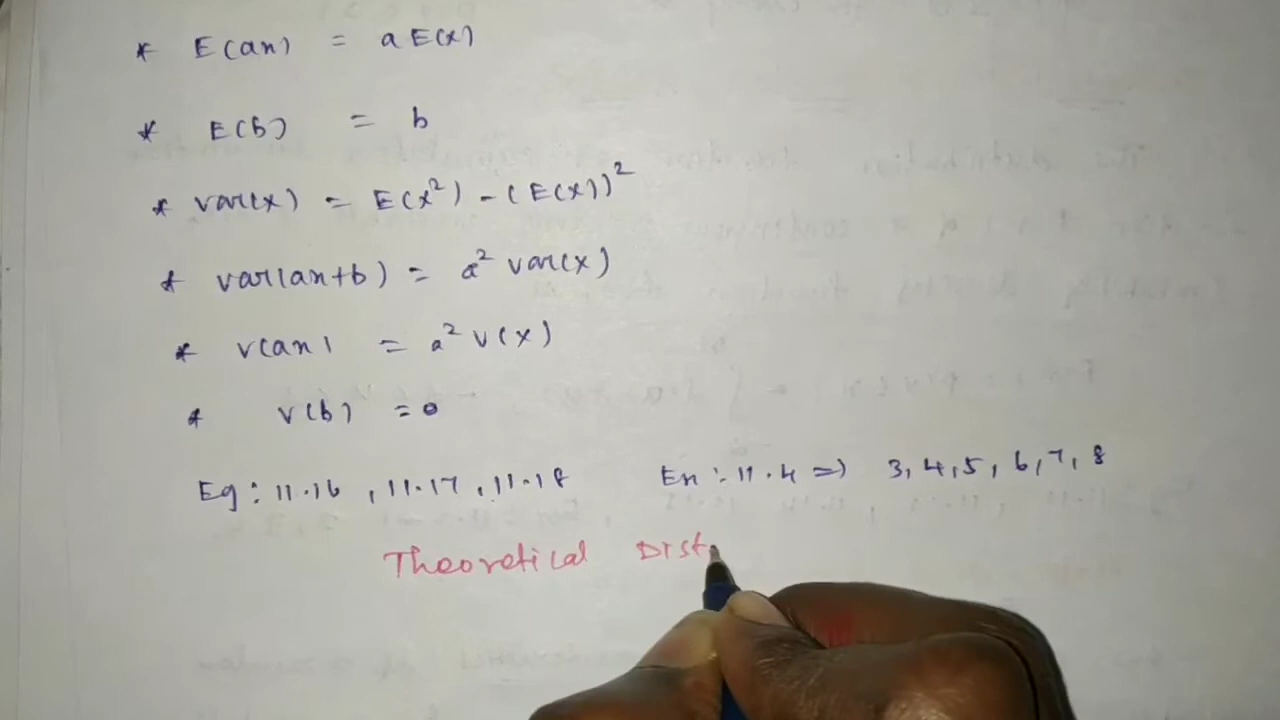 * E(ax) = a E(x)
* E(b) = b
* var(x) = E(x²) - (E(x))²
* var(ax+b) = a² var(x)
* v(ax) = a² v(x)
* v(b) = 0
Eg : 11.16 , 11.17 , 11.18 Ex : 11.4 => 3, 4, 5, 6, 7, 8
Theoretical Dist